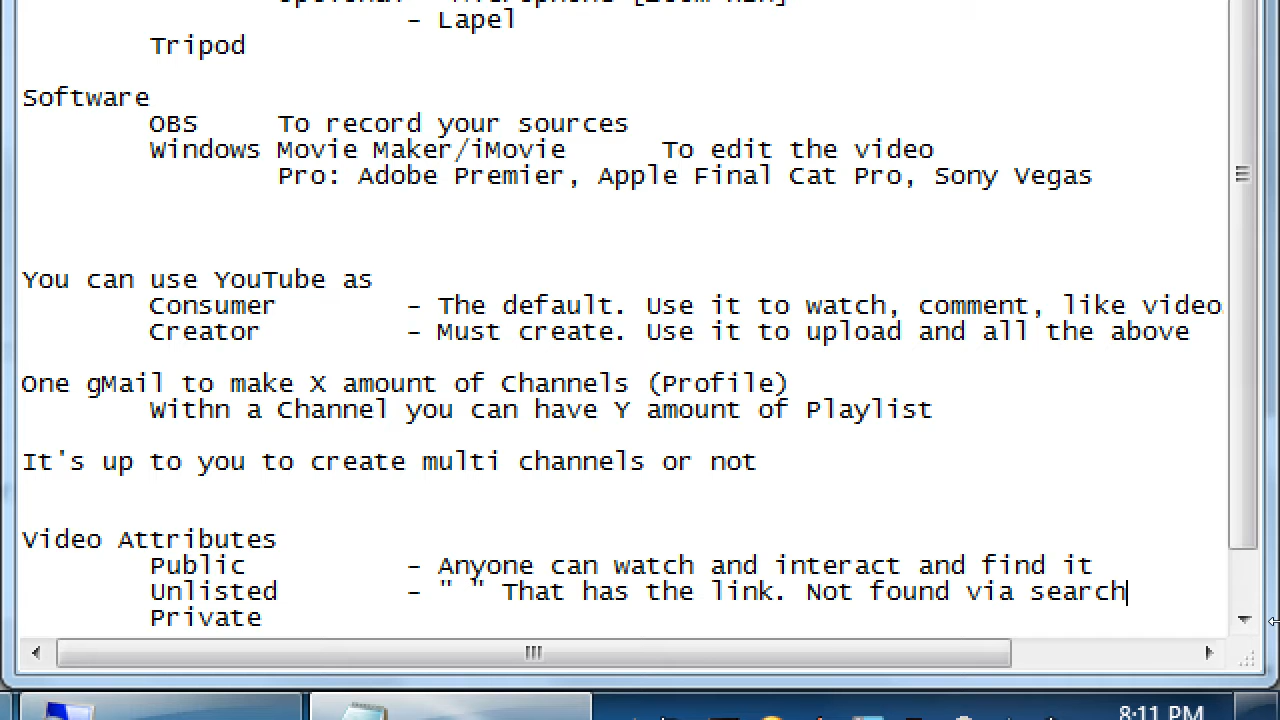 - Lapel
Tripod
Software
OBS To record your sources
Windows Movie Maker/iMovie To edit the video
Pro: Adobe Premier, Apple Final Cat Pro, Sony Vegas
You can use YouTube as
Consumer - The default. Use it to watch, comment, like video
Creator - Must create. Use it to upload and all the above
One gMail to make X amount of Channels (Profile)
Withn a Channel you can have Y amount of Playlist
It's up to you to create multi channels or not
Video Attributes
Public - Anyone can watch and interact and find it
Unlisted - " " That has the link. Not found via search
Private
8:11 PM